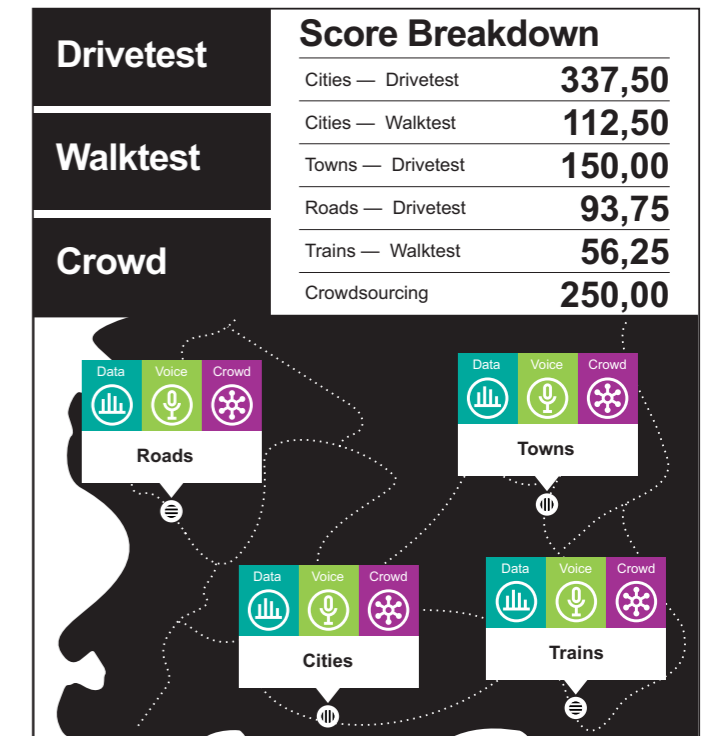 Drivetest
Walktest
Crowd
Score Breakdown
Cities — Drivetest 337,50
Cities — Walktest 112,50
Towns — Drivetest 150,00
Roads — Drivetest 93,75
Trains — Walktest 56,25
Crowdsourcing 250,00
Data Voice Crowd
Roads
Data Voice Crowd
Towns
Data Voice Crowd
Cities
Data Voice Crowd
Trains